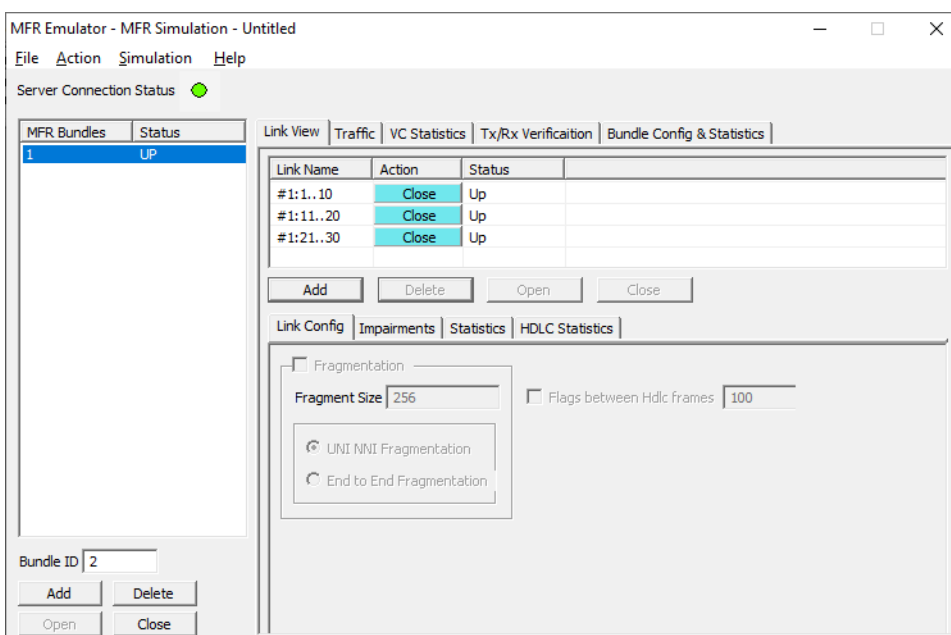 MFR Emulator - MFR Simulation - Untitled
File Action Simulation Help
Server Connection Status
MFR Bundles Status
1 UP
Bundle ID 2
Add Delete
Open Close
Link View Traffic VC Statistics Tx/Rx Verificaition Bundle Config & Statistics
Link Name Action Status
#1:1..10 Close Up
#1:11..20 Close Up
#1:21..30 Close Up
Add Delete Open Close
Link Config Impairments Statistics HDLC Statistics
Fragmentation
Fragment Size 256
Flags between Hdlc frames 100
UNI NNI Fragmentation
End to End Fragmentation